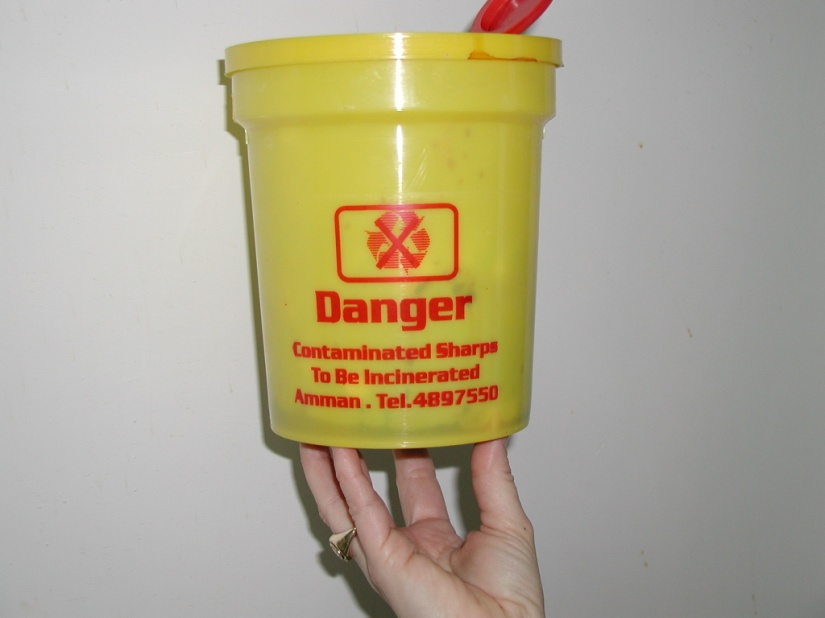 Danger
Contaminated Sharps
To Be Incinerated
Amman . Tel.4897550